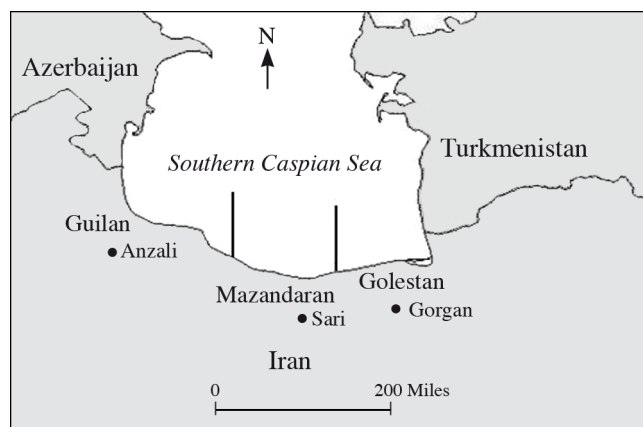 N
Azerbaijan
Turkmenistan
Southern Caspian Sea
Guilan
Anzali
Mazandaran
Golestan
Sari
Gorgan
Iran
0 200 Miles